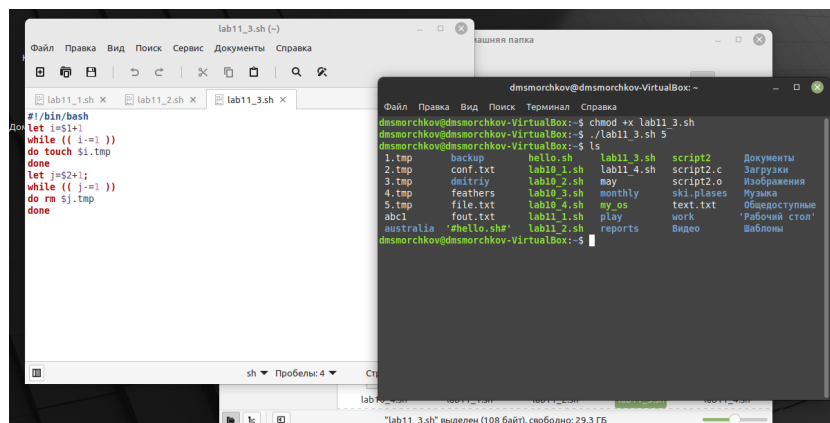 lab11_3.sh (~)
Файл Правка Вид Поиск Сервис Документы Справка
lab11_1.sh × lab11_2.sh × lab11_3.sh ×
#!/bin/bash
let i=$1+1
while (( i-=1 ))
do touch $i.tmp
done
let j=$2+1;
while (( j-=1 ))
do rm $j.tmp
done
sh Пробелы: 4
машняя папка
dmsmorchkov@dmsmorchkov-VirtualBox: ~
Файл Правка Вид Поиск Терминал Справка
dmsmorchkov@dmsmorchkov-VirtualBox:~$ chmod +x lab11_3.sh
dmsmorchkov@dmsmorchkov-VirtualBox:~$ ./lab11_3.sh 5
dmsmorchkov@dmsmorchkov-VirtualBox:~$ ls
1.tmp backup hello.sh lab11_3.sh script2 Документы
2.tmp conf.txt lab10_1.sh lab11_4.sh script2.c Загрузки
3.tmp dmitriy lab10_2.sh may script2.o Изображения
4.tmp feathers lab10_3.sh monthly ski.plases Музыка
5.tmp file.txt lab10_4.sh my_os text.txt Общедоступные
abc1 fout.txt lab11_1.sh play work 'Рабочий стол'
australia '#hello.sh#' lab11_2.sh reports Видео Шаблоны
dmsmorchkov@dmsmorchkov-VirtualBox:~$
"lab11_3.sh" выделен (108 байт), свободно: 29,3 ГБ